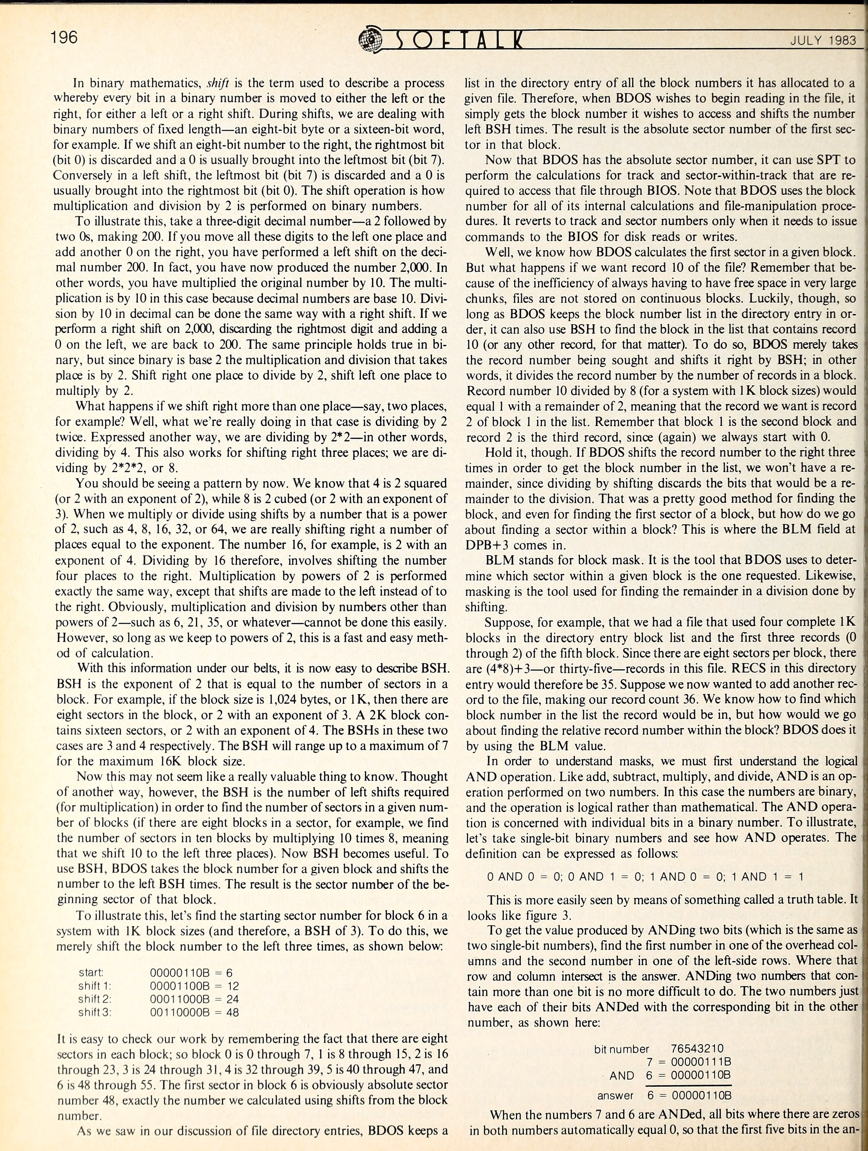 196
SOFTALK
JULY 1983
In binary mathematics, shift is the term used to describe a process
whereby every bit in a binary number is moved to either the left or the
right, for either a left or a right shift. During shifts, we are dealing with
binary numbers of fixed length—an eight-bit byte or a sixteen-bit word,
for example. If we shift an eight-bit number to the right, the rightmost bit
(bit 0) is discarded and a 0 is usually brought into the leftmost bit (bit 7).
Conversely in a left shift, the leftmost bit (bit 7) is discarded and a 0 is
usually brought into the rightmost bit (bit 0). The shift operation is how
multiplication and division by 2 is performed on binary numbers.
To illustrate this, take a three-digit decimal number—a 2 followed by
two 0s, making 200. If you move all these digits to the left one place and
add another 0 on the right, you have performed a left shift on the deci-
mal number 200. In fact, you have now produced the number 2,000. In
other words, you have multiplied the original number by 10. The multi-
plication is by 10 in this case because decimal numbers are base 10. Divi-
sion by 10 in decimal can be done the same way with a right shift. If we
perform a right shift on 2,000, discarding the rightmost digit and adding a
0 on the left, we are back to 200. The same principle holds true in bi-
nary, but since binary is base 2 the multiplication and division that takes
place is by 2. Shift right one place to divide by 2, shift left one place to
multiply by 2.
What happens if we shift right more than one place—say, two places,
for example? Well, what we're really doing in that case is dividing by 2
twice. Expressed another way, we are dividing by 2*2—in other words,
dividing by 4. This also works for shifting right three places; we are di-
viding by 2*2*2, or 8.
You should be seeing a pattern by now. We know that 4 is 2 squared
(or 2 with an exponent of 2), while 8 is 2 cubed (or 2 with an exponent of
3). When we multiply or divide using shifts by a number that is a power
of 2, such as 4, 8, 16, 32, or 64, we are really shifting right a number of
places equal to the exponent. The number 16, for example, is 2 with an
exponent of 4. Dividing by 16 therefore, involves shifting the number
four places to the right. Multiplication by powers of 2 is performed
exactly the same way, except that shifts are made to the left instead of to
the right. Obviously, multiplication and division by numbers other than
powers of 2—such as 6, 21, 35, or whatever—cannot be done this easily.
However, so long as we keep to powers of 2, this is a fast and easy meth-
od of calculation.
With this information under our belts, it is now easy to describe BSH.
BSH is the exponent of 2 that is equal to the number of sectors in a
block. For example, if the block size is 1,024 bytes, or 1K, then there are
eight sectors in the block, or 2 with an exponent of 3. A 2K block con-
tains sixteen sectors, or 2 with an exponent of 4. The BSHs in these two
cases are 3 and 4 respectively. The BSH will range up to a maximum of 7
for the maximum 16K block size.
Now this may not seem like a really valuable thing to know. Thought
of another way, however, the BSH is the number of left shifts required
(for multiplication) in order to find the number of sectors in a given num-
ber of blocks (if there are eight blocks in a sector, for example, we find
the number of sectors in ten blocks by multiplying 10 times 8, meaning
that we shift 10 to the left three places). Now BSH becomes useful. To
use BSH, BDOS takes the block number for a given block and shifts the
number to the left BSH times. The result is the sector number of the be-
ginning sector of that block.
To illustrate this, let's find the starting sector number for block 6 in a
system with 1K block sizes (and therefore, a BSH of 3). To do this, we
merely shift the block number to the left three times, as shown below:
start: 00000110B = 6
shift 1: 00001100B = 12
shift 2: 00011000B = 24
shift 3: 00110000B = 48
It is easy to check our work by remembering the fact that there are eight
sectors in each block; so block 0 is 0 through 7, 1 is 8 through 15, 2 is 16
through 23, 3 is 24 through 31, 4 is 32 through 39, 5 is 40 through 47, and
6 is 48 through 55. The first sector in block 6 is obviously absolute sector
number 48, exactly the number we calculated using shifts from the block
number.
As we saw in our discussion of file directory entries, BDOS keeps a
list in the directory entry of all the block numbers it has allocated to a
given file. Therefore, when BDOS wishes to begin reading in the file, it
simply gets the block number it wishes to access and shifts the number
left BSH times. The result is the absolute sector number of the first sec-
tor in that block.
Now that BDOS has the absolute sector number, it can use SPT to
perform the calculations for track and sector-within-track that are re-
quired to access that file through BIOS. Note that BDOS uses the block
number for all of its internal calculations and file-manipulation proce-
dures. It reverts to track and sector numbers only when it needs to issue
commands to the BIOS for disk reads or writes.
Well, we know how BDOS calculates the first sector in a given block.
But what happens if we want record 10 of the file? Remember that be-
cause of the inefficiency of always having to have free space in very large
chunks, files are not stored on continuous blocks. Luckily, though, so
long as BDOS keeps the block number list in the directory entry in or-
der, it can also use BSH to find the block in the list that contains record
10 (or any other record, for that matter). To do so, BDOS merely takes
the record number being sought and shifts it right by BSH; in other
words, it divides the record number by the number of records in a block.
Record number 10 divided by 8 (for a system with 1K block sizes) would
equal 1 with a remainder of 2, meaning that the record we want is record
2 of block 1 in the list. Remember that block 1 is the second block and
record 2 is the third record, since (again) we always start with 0.
Hold it, though. If BDOS shifts the record number to the right three
times in order to get the block number in the list, we won't have a re-
mainder, since dividing by shifting discards the bits that would be a re-
mainder to the division. That was a pretty good method for finding the
block, and even for finding the first sector of a block, but how do we go
about finding a sector within a block? This is where the BLM field at
DPB+3 comes in.
BLM stands for block mask. It is the tool that BDOS uses to deter-
mine which sector within a given block is the one requested. Likewise,
masking is the tool used for finding the remainder in a division done by
shifting.
Suppose, for example, that we had a file that used four complete 1K
blocks in the directory entry block list and the first three records (0
through 2) of the fifth block. Since there are eight sectors per block, there
are (4*8)+3—or thirty-five—records in this file. RECS in this directory
entry would therefore be 35. Suppose we now wanted to add another rec-
ord to the file, making our record count 36. We know how to find which
block number in the list the record would be in, but how would we go
about finding the relative record number within the block? BDOS does it
by using the BLM value.
In order to understand masks, we must first understand the logical
AND operation. Like add, subtract, multiply, and divide, AND is an op-
eration performed on two numbers. In this case the numbers are binary,
and the operation is logical rather than mathematical. The AND opera-
tion is concerned with individual bits in a binary number. To illustrate,
let's take single-bit binary numbers and see how AND operates. The
definition can be expressed as follows:
0 AND 0 = 0; 0 AND 1 = 0; 1 AND 0 = 0; 1 AND 1 = 1
This is more easily seen by means of something called a truth table. It
looks like figure 3.
To get the value produced by ANDing two bits (which is the same as
two single-bit numbers), find the first number in one of the overhead col-
umns and the second number in one of the left-side rows. Where that
row and column intersect is the answer. ANDing two numbers that con-
tain more than one bit is no more difficult to do. The two numbers just
have each of their bits ANDed with the corresponding bit in the other
number, as shown here:
bit number 76543210
7 = 00000111B
AND 6 = 00000110B
answer 6 = 00000110B
When the numbers 7 and 6 are ANDed, all bits where there are zeros
in both numbers automatically equal 0, so that the first five bits in the an-